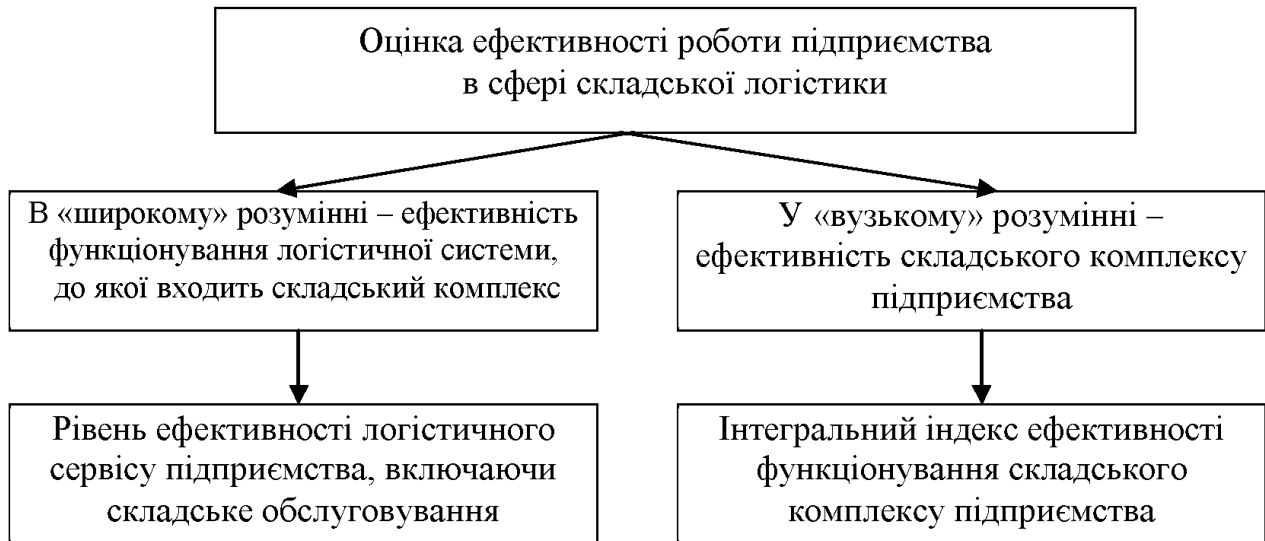 Оцінка ефективності роботи підприємства
в сфері складської логістики
В «широкому» розумінні – ефективність
функціонування логістичної системи,
до якої входить складський комплекс
У «вузькому» розумінні –
ефективність складського комплексу
підприємства
Рівень ефективності логістичного
сервісу підприємства, включаючи
складське обслуговування
Інтегральний індекс ефективності
функціонування складського
комплексу підприємства